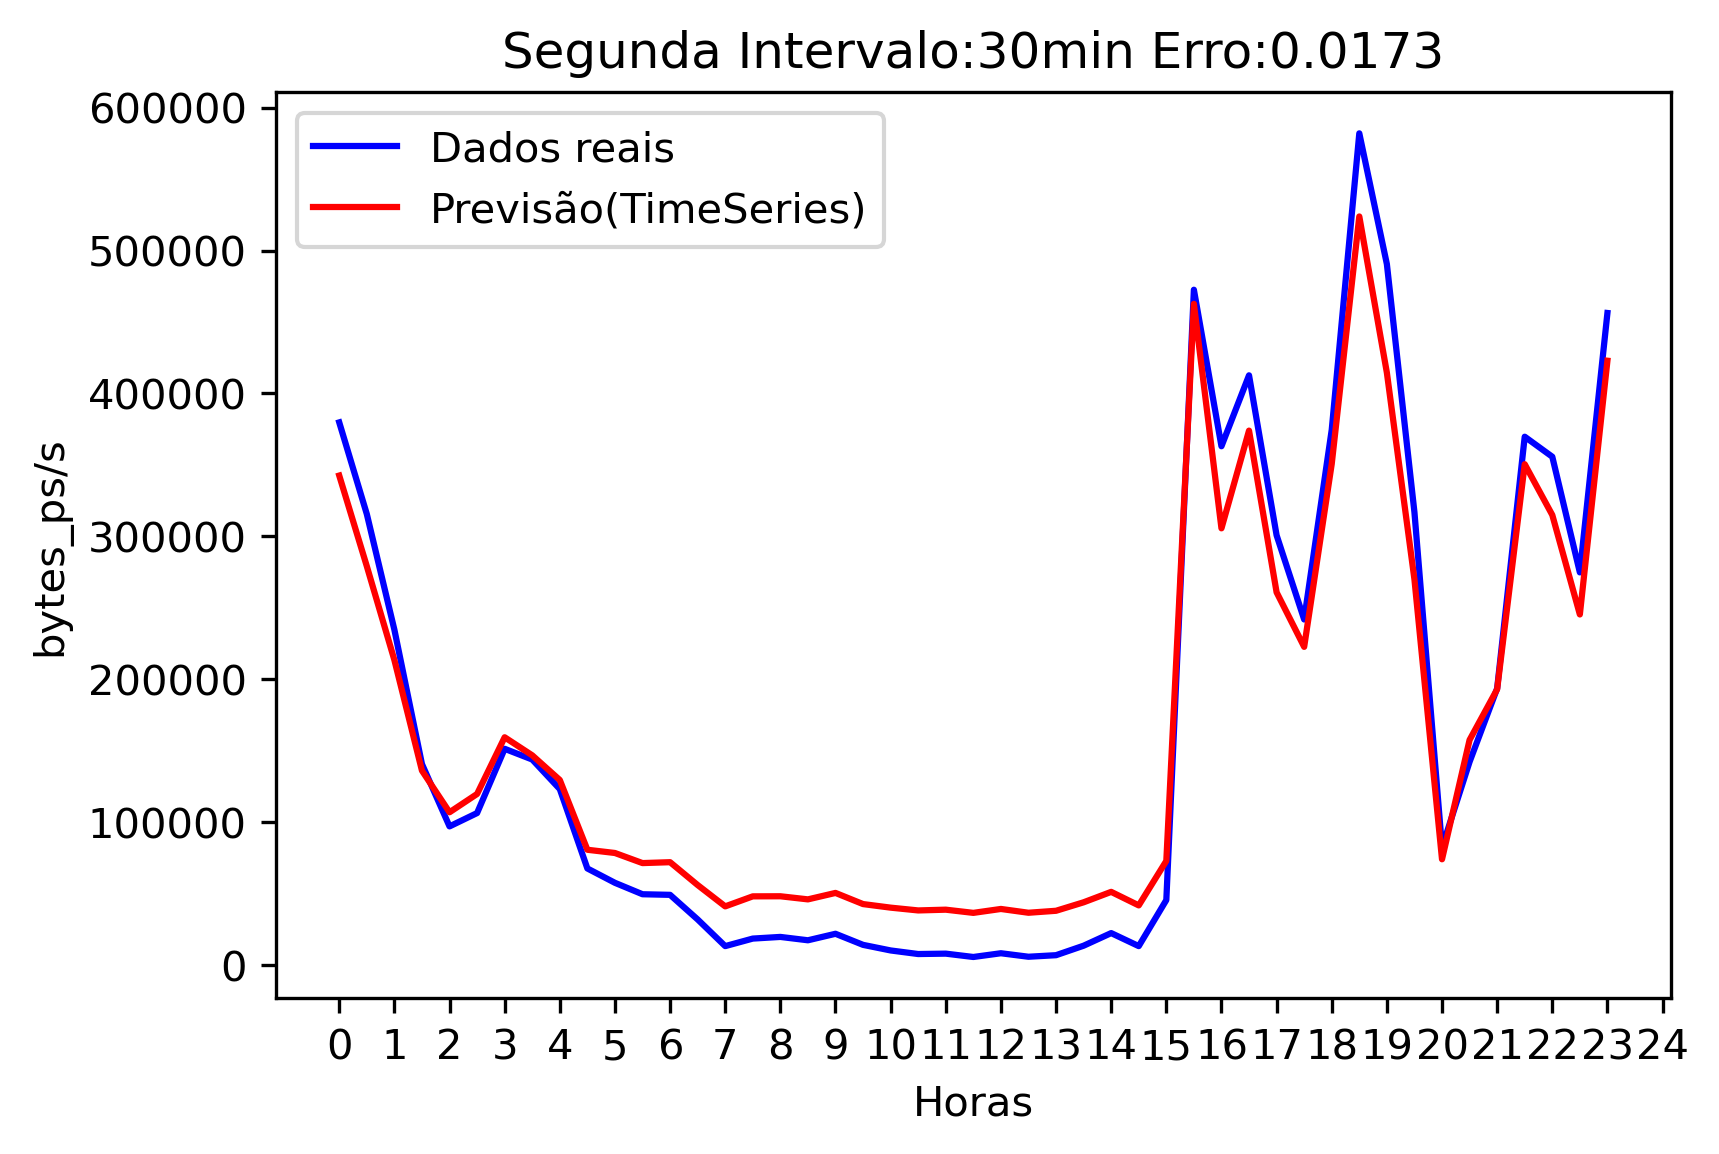 Segunda Intervalo:30min Erro:0.0173
Dados reais
Previsão(TimeSeries)
600000
500000
400000
300000
200000
100000
0
bytes_ps/s
0 1 2 3 4 5 6 7 8 9 10 11 12 13 14 15 16 17 18 19 20 21 22 23 24
Horas